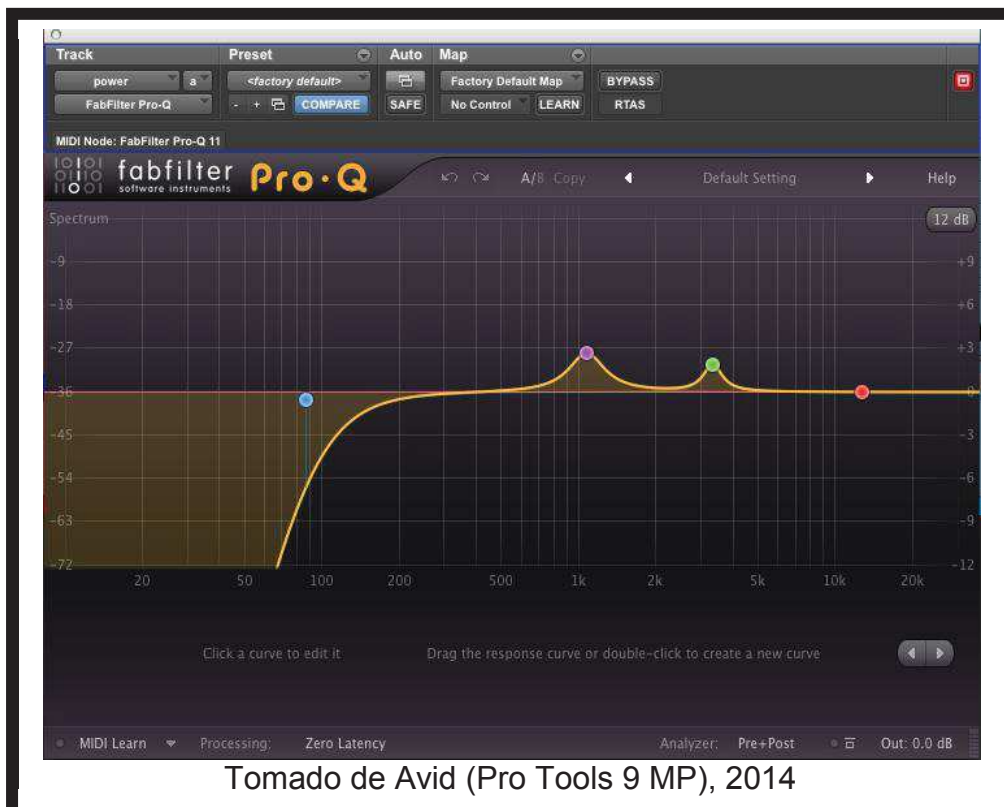 Track Preset Auto Map
power a <factory default> Factory Default Map BYPASS
FabFilter Pro-Q - + COMPARE SAFE No Control LEARN RTAS
MIDI Node: FabFilter Pro-Q 11
fabfilter Pro·Q A/B Copy Default Setting Help
software instruments
Spectrum 12 dB
-9 +9
-18 +6
-27 +3
-36 0
-45 -3
-54 -6
-63 -9
-72 -12
20 50 100 200 500 1k 2k 5k 10k 20k
Click a curve to edit it Drag the response curve or double-click to create a new curve
MIDI Learn Processing: Zero Latency Analyzer: Pre+Post Out: 0.0 dB
Tomado de Avid (Pro Tools 9 MP), 2014